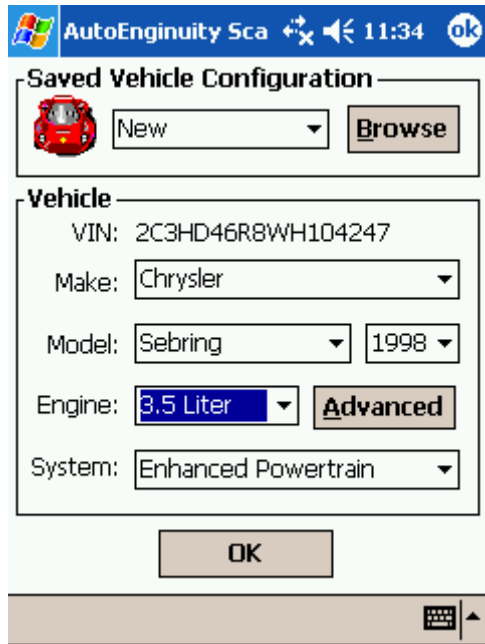 AutoEnginuity Sca 11:34 ok
Saved Vehicle Configuration
New Browse
Vehicle
VIN: 2C3HD46R8WH104247
Make: Chrysler
Model: Sebring 1998
Engine: 3.5 Liter Advanced
System: Enhanced Powertrain
OK